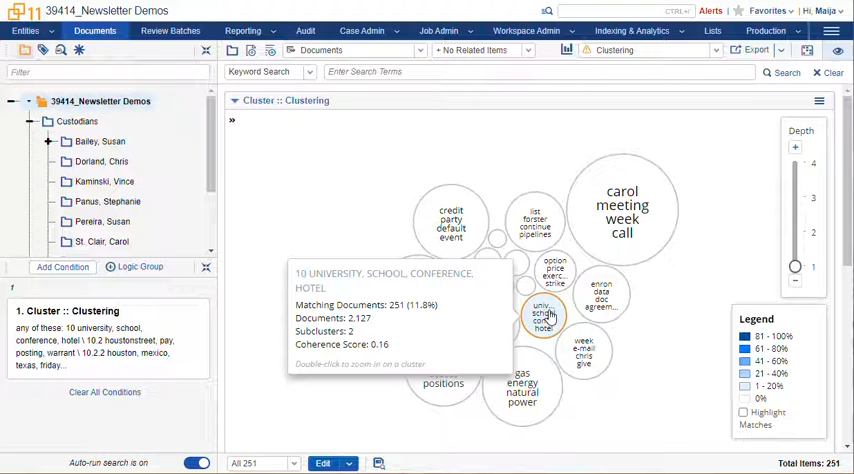 11 39414_Newsletter Demos
CTRL+/ Alerts Favorites Hi, Maija
Entities Documents Review Batches Reporting Audit Case Admin Job Admin Workspace Admin Indexing & Analytics Lists Production
Documents + No Related Items Clustering Export
Filter
Keyword Search Enter Search Terms Search Clear
39414_Newsletter Demos
Custodians
Bailey, Susan
Dorland, Chris
Kaminski, Vince
Panus, Stephanie
Pereira, Susan
St. Clair, Carol
Add Condition Logic Group
1
1. Cluster :: Clustering
any of these: 10 university, school,
conference, hotel \ 10.2 houstonstreet, pay,
posting, warrant \ 10.2.2 houston, mexico,
texas, friday...
Clear All Conditions
Auto-run search is on
Cluster :: Clustering
»
credit
party
default
event
list
forster
continue
pipelines
carol
meeting
week
call
option
price
exerc...
strike
enron
data
doc
agreem...
univ...
hotel
week
e-mail
chris
give
gas
energy
natural
power
positions
10 UNIVERSITY, SCHOOL, CONFERENCE,
HOTEL
Matching Documents: 251 (11.8%)
Documents: 2.127
Subclusters: 2
Coherence Score: 0.16
Double-click to zoom in on a cluster
Depth
+
4
3
2
1
-
Legend
81 - 100%
61 - 80%
41 - 60%
21 - 40%
1 - 20%
0%
Highlight
Matches
All 251 Edit Total Items: 251